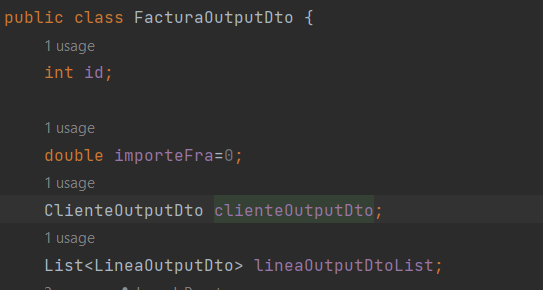 public class FacturaOutputDto {
1 usage
int id;
1 usage
double importeFra=0;
1 usage
ClienteOutputDto clienteOutputDto;
1 usage
List<LineaOutputDto> lineaOutputDtoList;